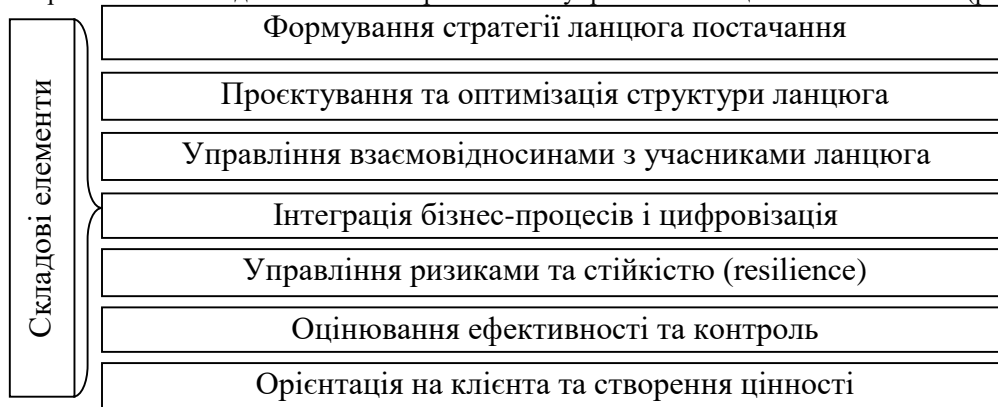 Складові елементи
Формування стратегії ланцюга постачання
Проєктування та оптимізація структури ланцюга
Управління взаємовідносинами з учасниками ланцюга
Інтеграція бізнес-процесів і цифровізація
Управління ризиками та стійкістю (resilience)
Оцінювання ефективності та контроль
Орієнтація на клієнта та створення цінності